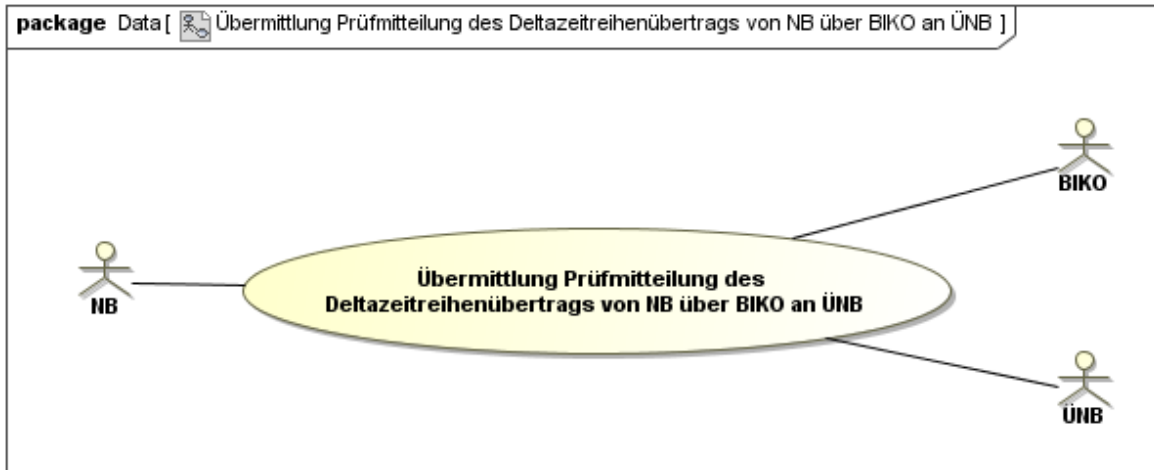 package Data [ Übermittlung Prüfmitteilung des Deltazeitreihenübertrags von NB über BIKO an ÜNB ]
BIKO
Übermittlung Prüfmitteilung des
Deltazeitreihenübertrags von NB über BIKO an ÜNB
NB
ÜNB